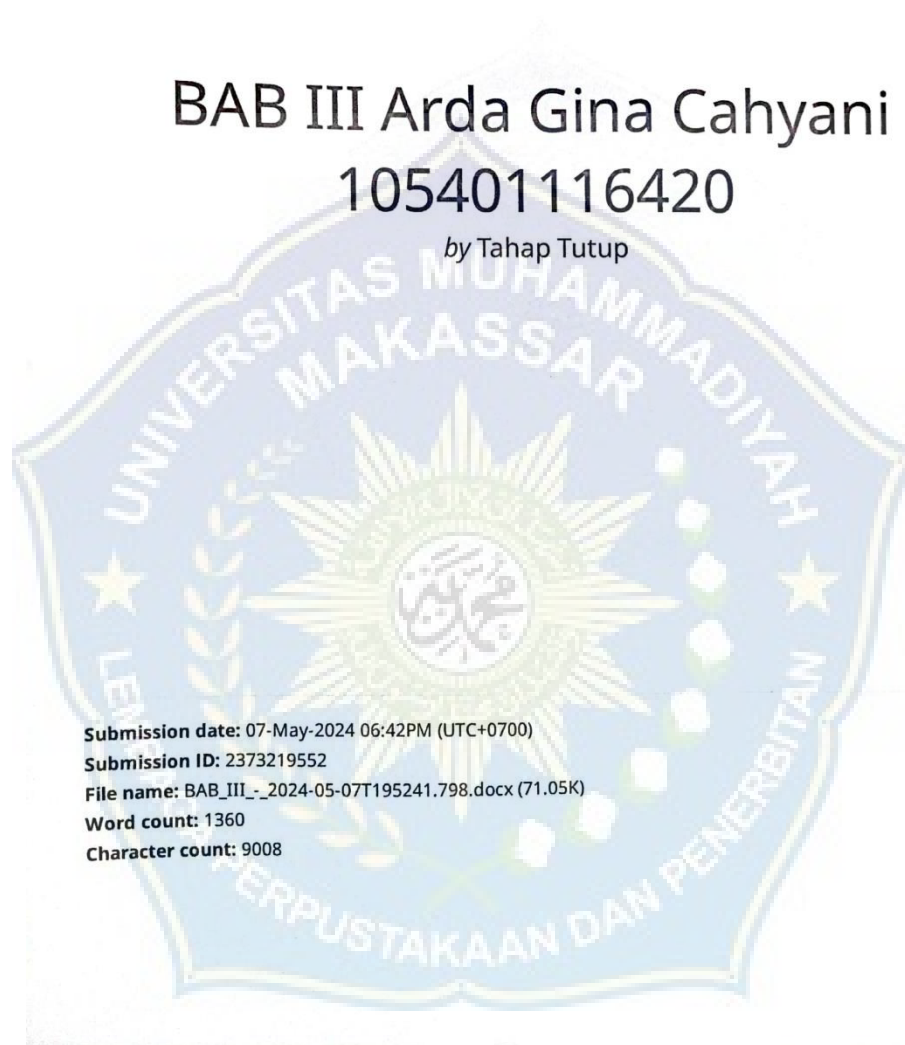 BAB III Arda Gina Cahyani
105401116420
by Tahap Tutup
UNIVERSITAS MUHAMMADIYAH
MAKASSAR
Submission date: 07-May-2024 06:42PM (UTC+0700)
Submission ID: 2373219552
File name: BAB_III_-_2024-05-07T195241.798.docx (71.05K)
Word count: 1360
Character count: 9008
PERPUSTAKAAN DAN PENERBITAN